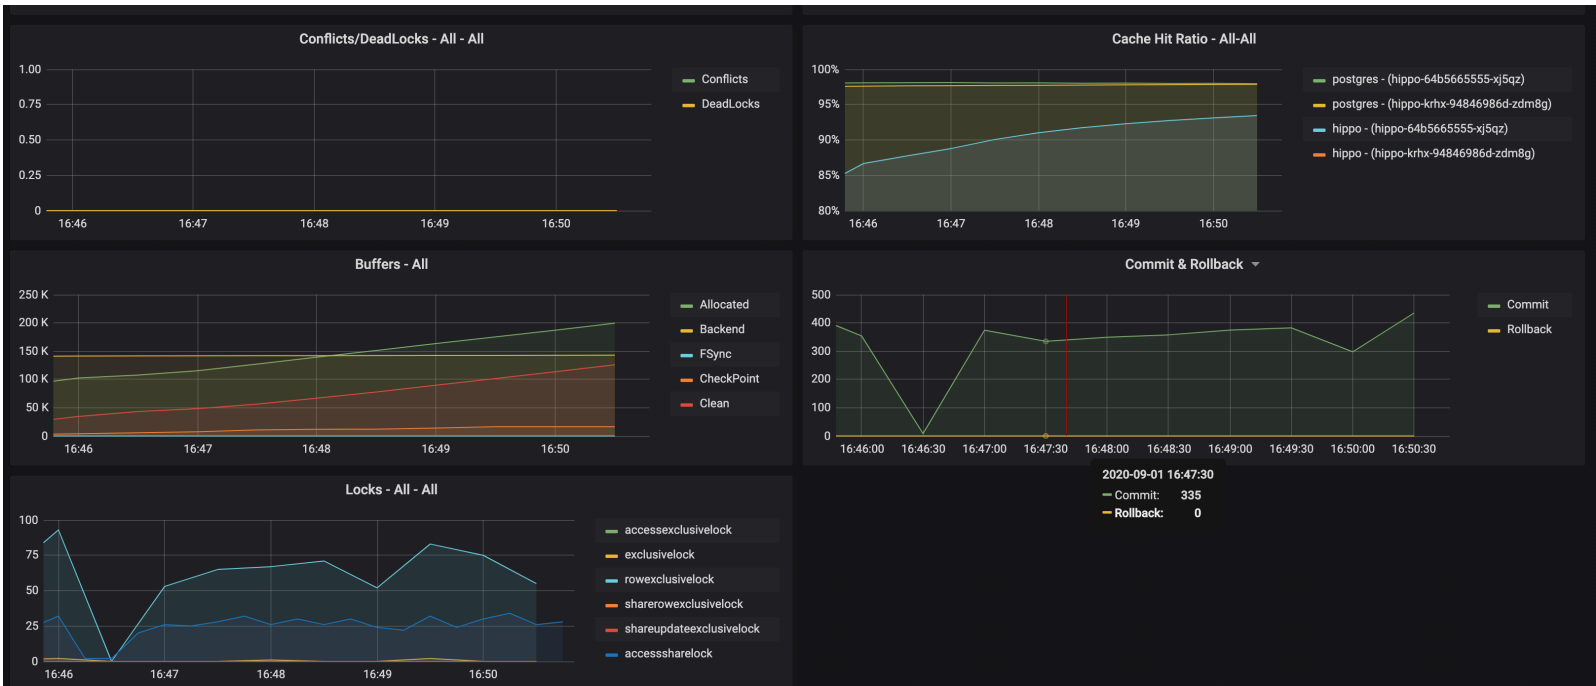 Conflicts/DeadLocks - All - All
1.00
0.75
0.50
0.25
0
16:46 16:47 16:48 16:49 16:50
Conflicts
DeadLocks
Cache Hit Ratio - All-All
100%
95%
90%
85%
80%
16:46 16:47 16:48 16:49 16:50
postgres - (hippo-64b5665555-xj5qz)
postgres - (hippo-krhx-94846986d-zdm8g)
hippo - (hippo-64b5665555-xj5qz)
hippo - (hippo-krhx-94846986d-zdm8g)
Buffers - All
250 K
200 K
150 K
100 K
50 K
0
16:46 16:47 16:48 16:49 16:50
Allocated
Backend
FSync
CheckPoint
Clean
Commit & Rollback
500
400
300
200
100
0
16:46:00 16:46:30 16:47:00 16:47:30 16:48:00 16:48:30 16:49:00 16:49:30 16:50:00 16:50:30
Commit
Rollback
2020-09-01 16:47:30
Commit: 335
Rollback: 0
Locks - All - All
100
75
50
25
0
16:46 16:47 16:48 16:49 16:50
accessexclusivelock
exclusivelock
rowexclusivelock
sharerowexclusivelock
shareupdateexclusivelock
accesssharelock